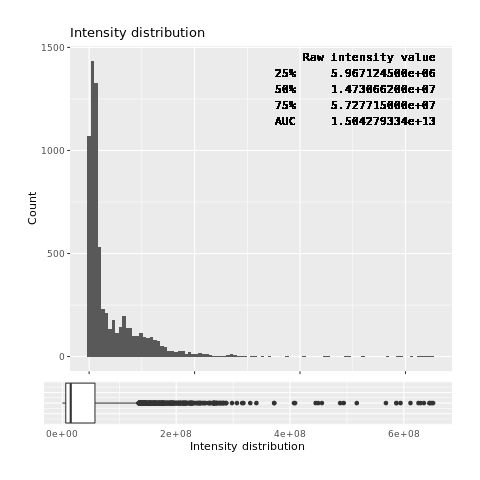 Intensity distribution
Raw intensity value
25% 5.967124500e+06
50% 1.473066200e+07
75% 5.727715000e+07
AUC 1.504279334e+13
1500
1000
500
0
Count
0e+00 2e+08 4e+08 6e+08
Intensity distribution